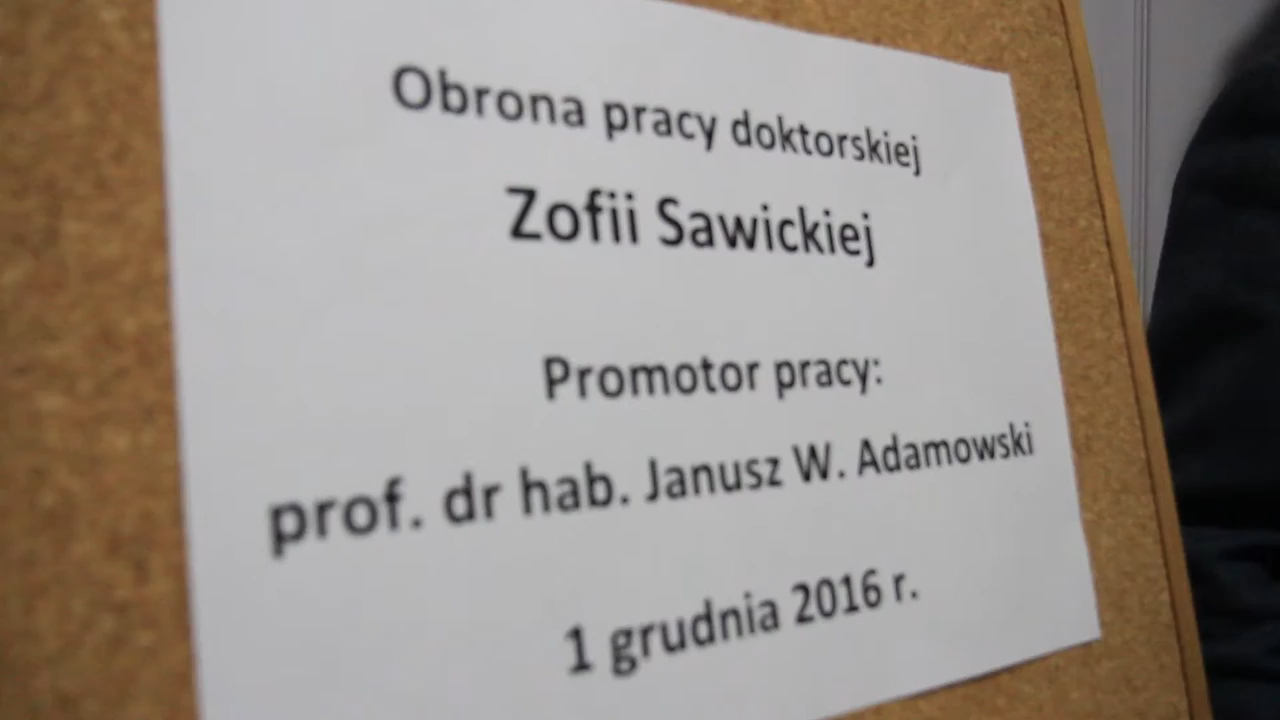 Obrona pracy doktorskiej
Zofii Sawickiej
Promotor pracy:
prof. dr hab. Janusz W. Adamowski
1 grudnia 2016 r.